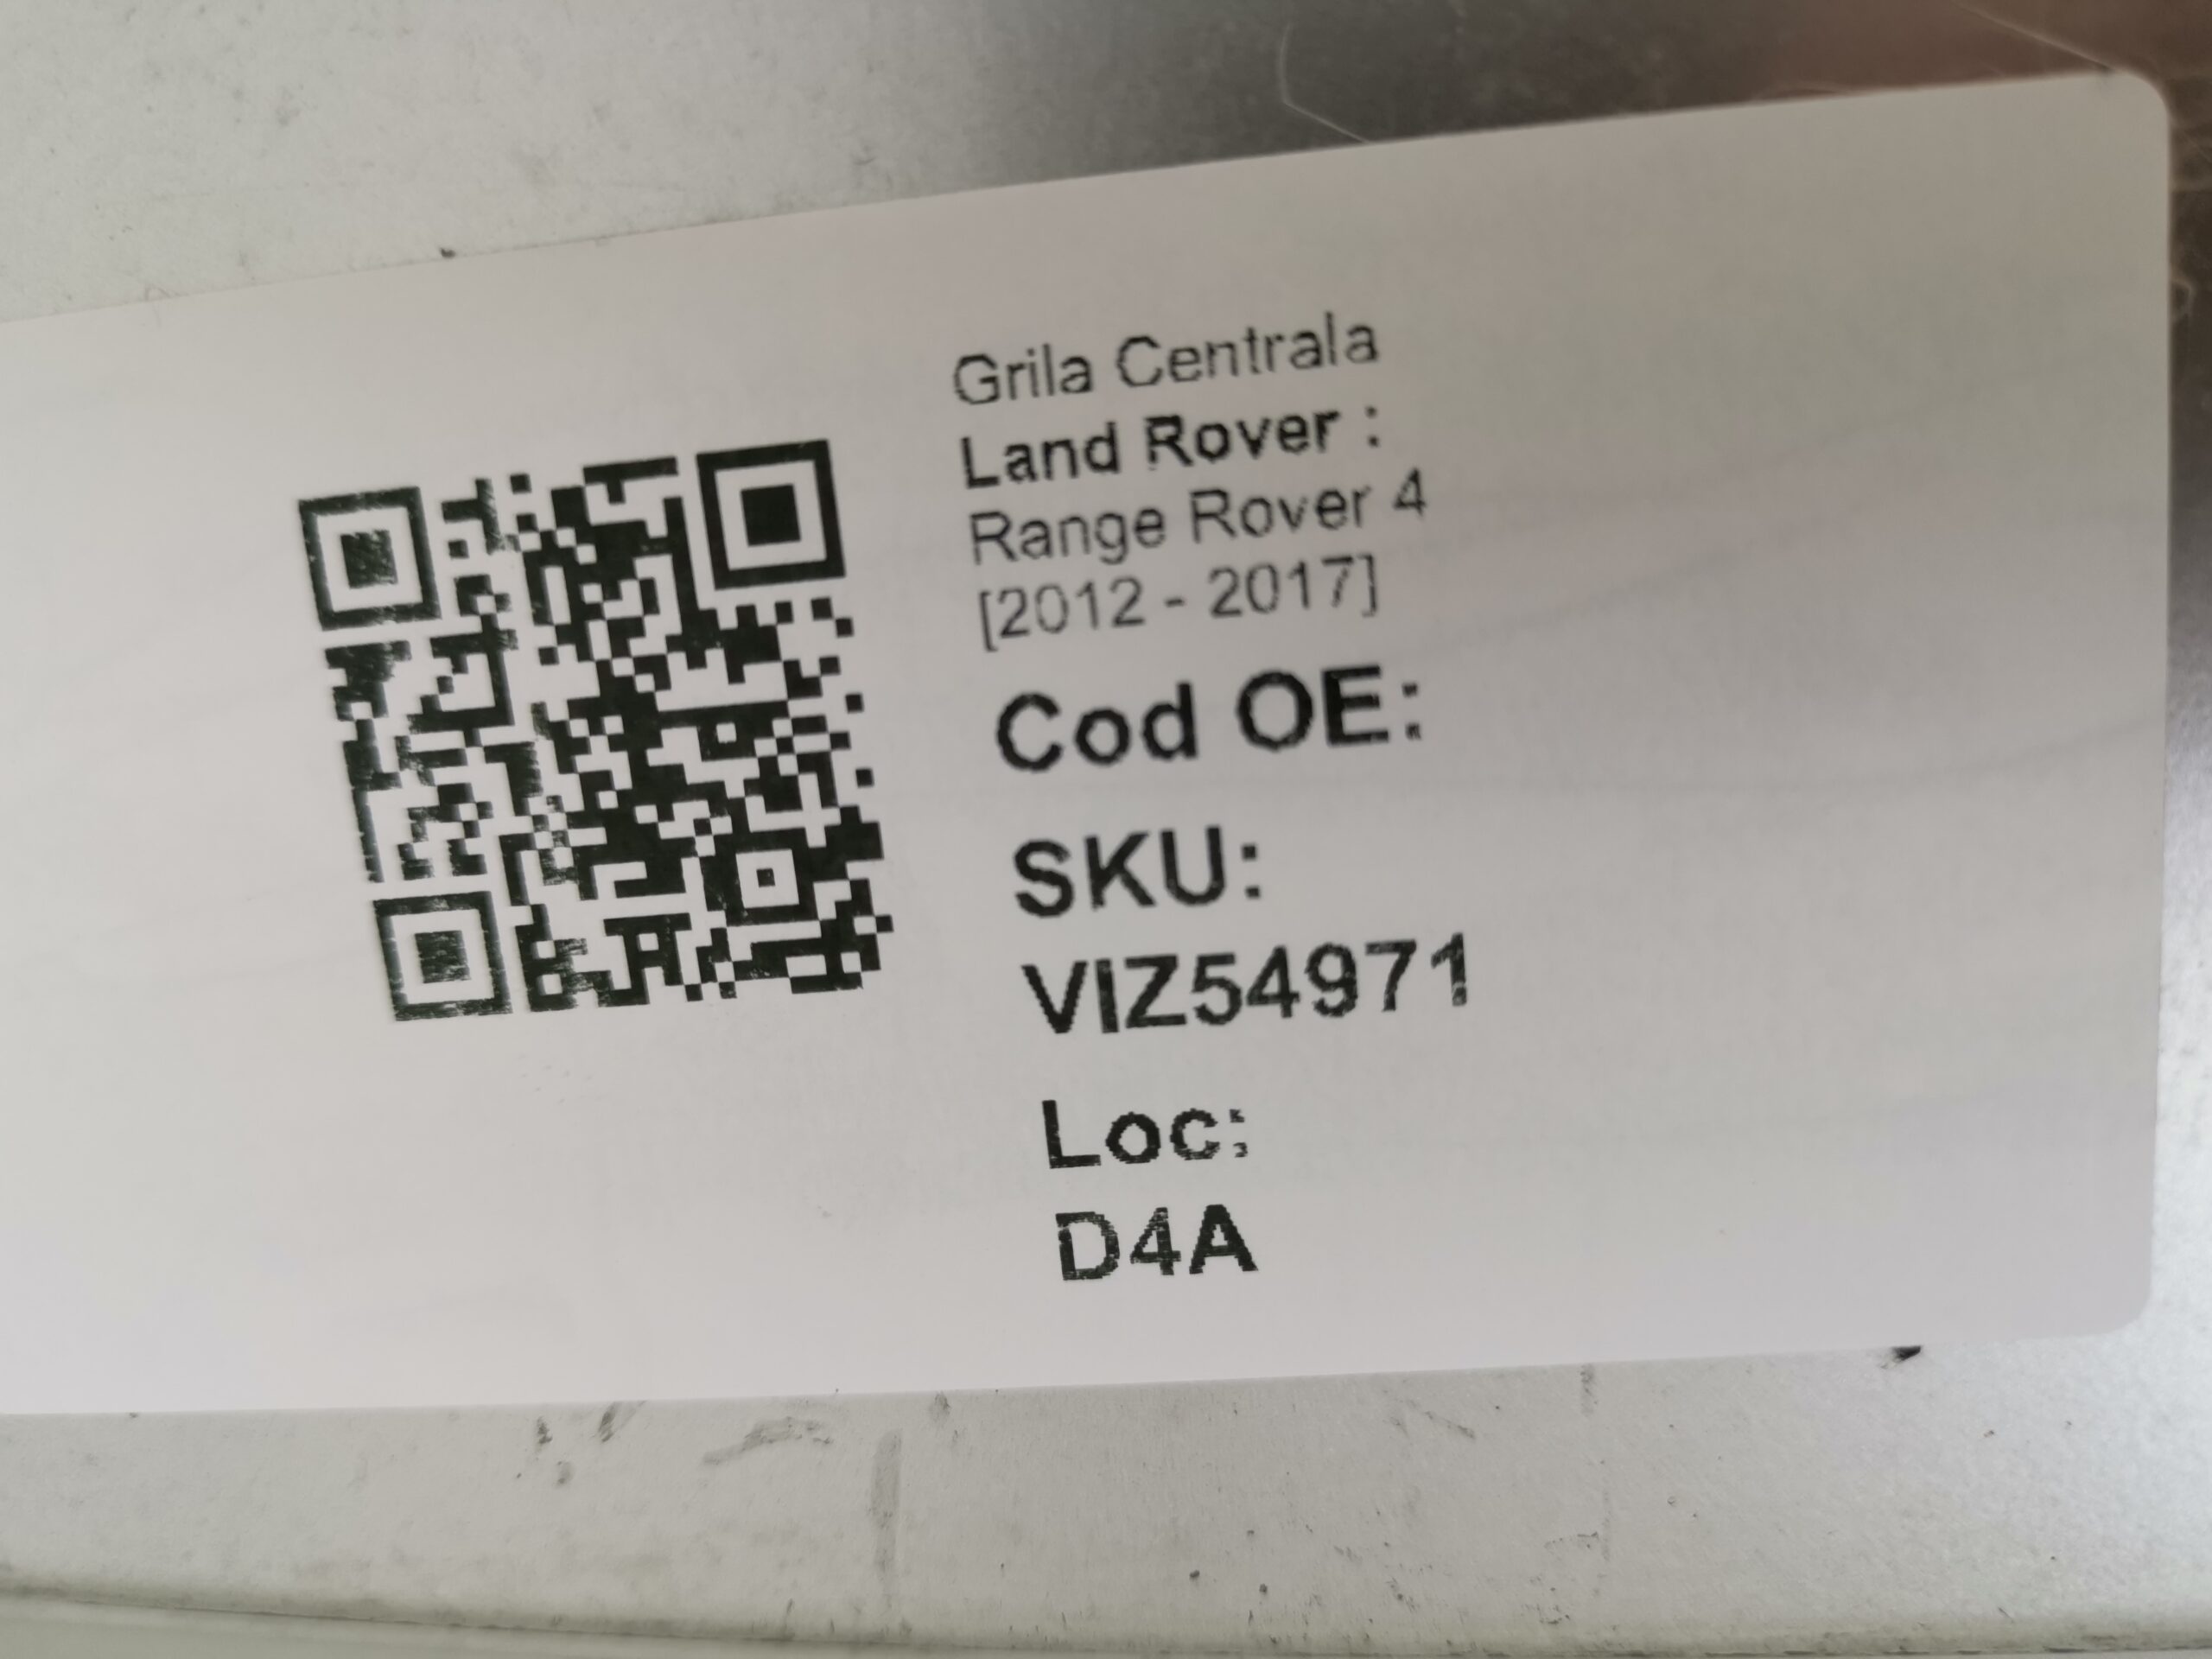 Grila Centrala
Land Rover :
Range Rover 4
[2012 - 2017]
Cod OE:
SKU:
VIZ54971
Loc:
D4A